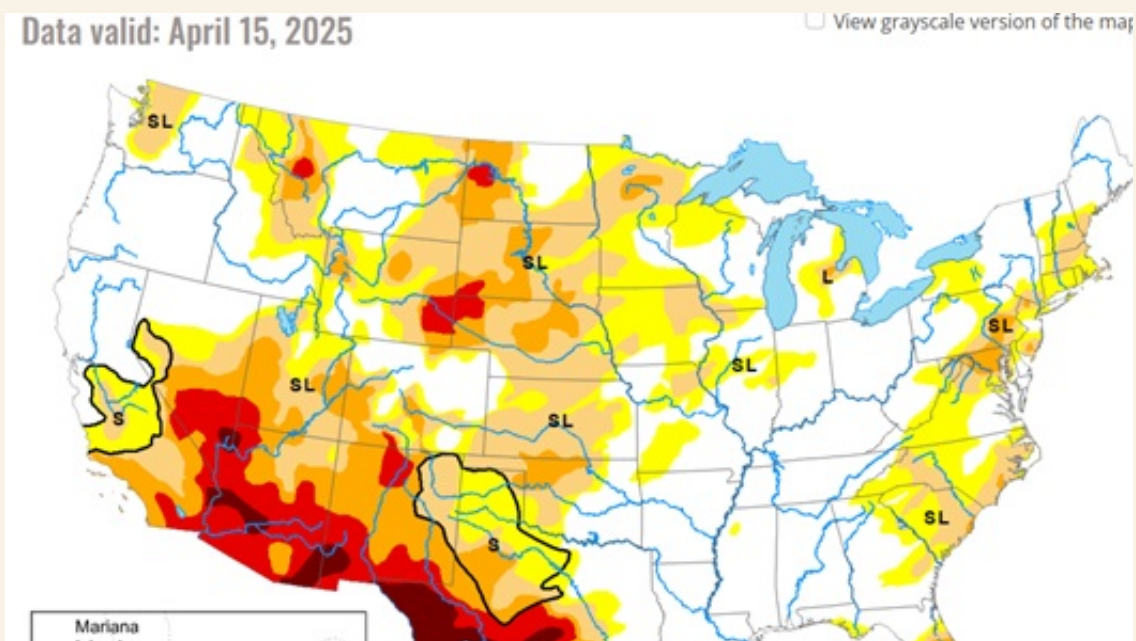 Data valid: April 15, 2025
View grayscale version of the map
SL
SL
L
K
SL
SL
SL
S
SL
SL
S
Mariana